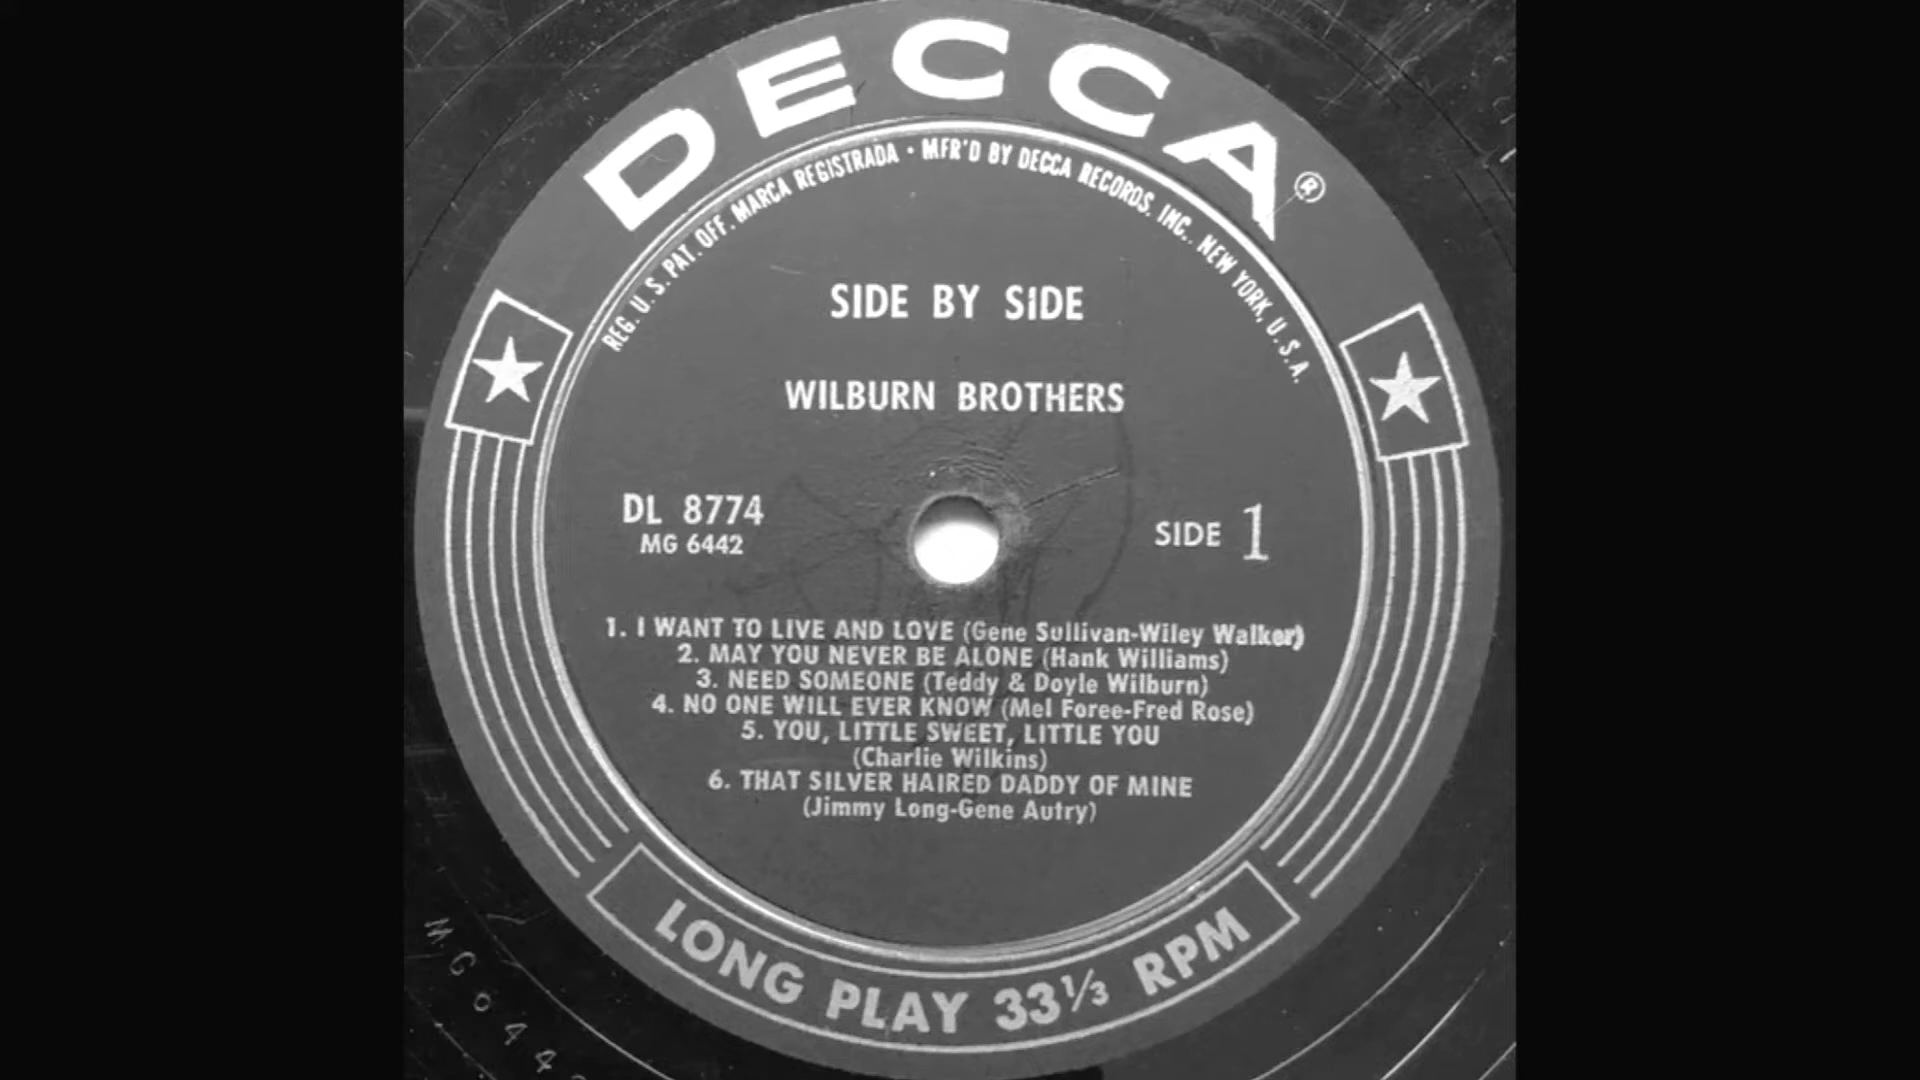 DECCA®
REG. U.S. PAT. OFF. MARCA REGISTRADA • MFR'D BY DECCA RECORDS, INC., NEW YORK, U.S.A.
SIDE BY SIDE
WILBURN BROTHERS
DL 8774
MG 6442
SIDE 1
1. I WANT TO LIVE AND LOVE (Gene Sullivan-Wiley Walker)
2. MAY YOU NEVER BE ALONE (Hank Williams)
3. NEED SOMEONE (Teddy & Doyle Wilburn)
4. NO ONE WILL EVER KNOW (Mel Foree-Fred Rose)
5. YOU, LITTLE SWEET, LITTLE YOU
(Charlie Wilkins)
6. THAT SILVER HAIRED DADDY OF MINE
(Jimmy Long-Gene Autry)
LONG PLAY 33⅓ RPM